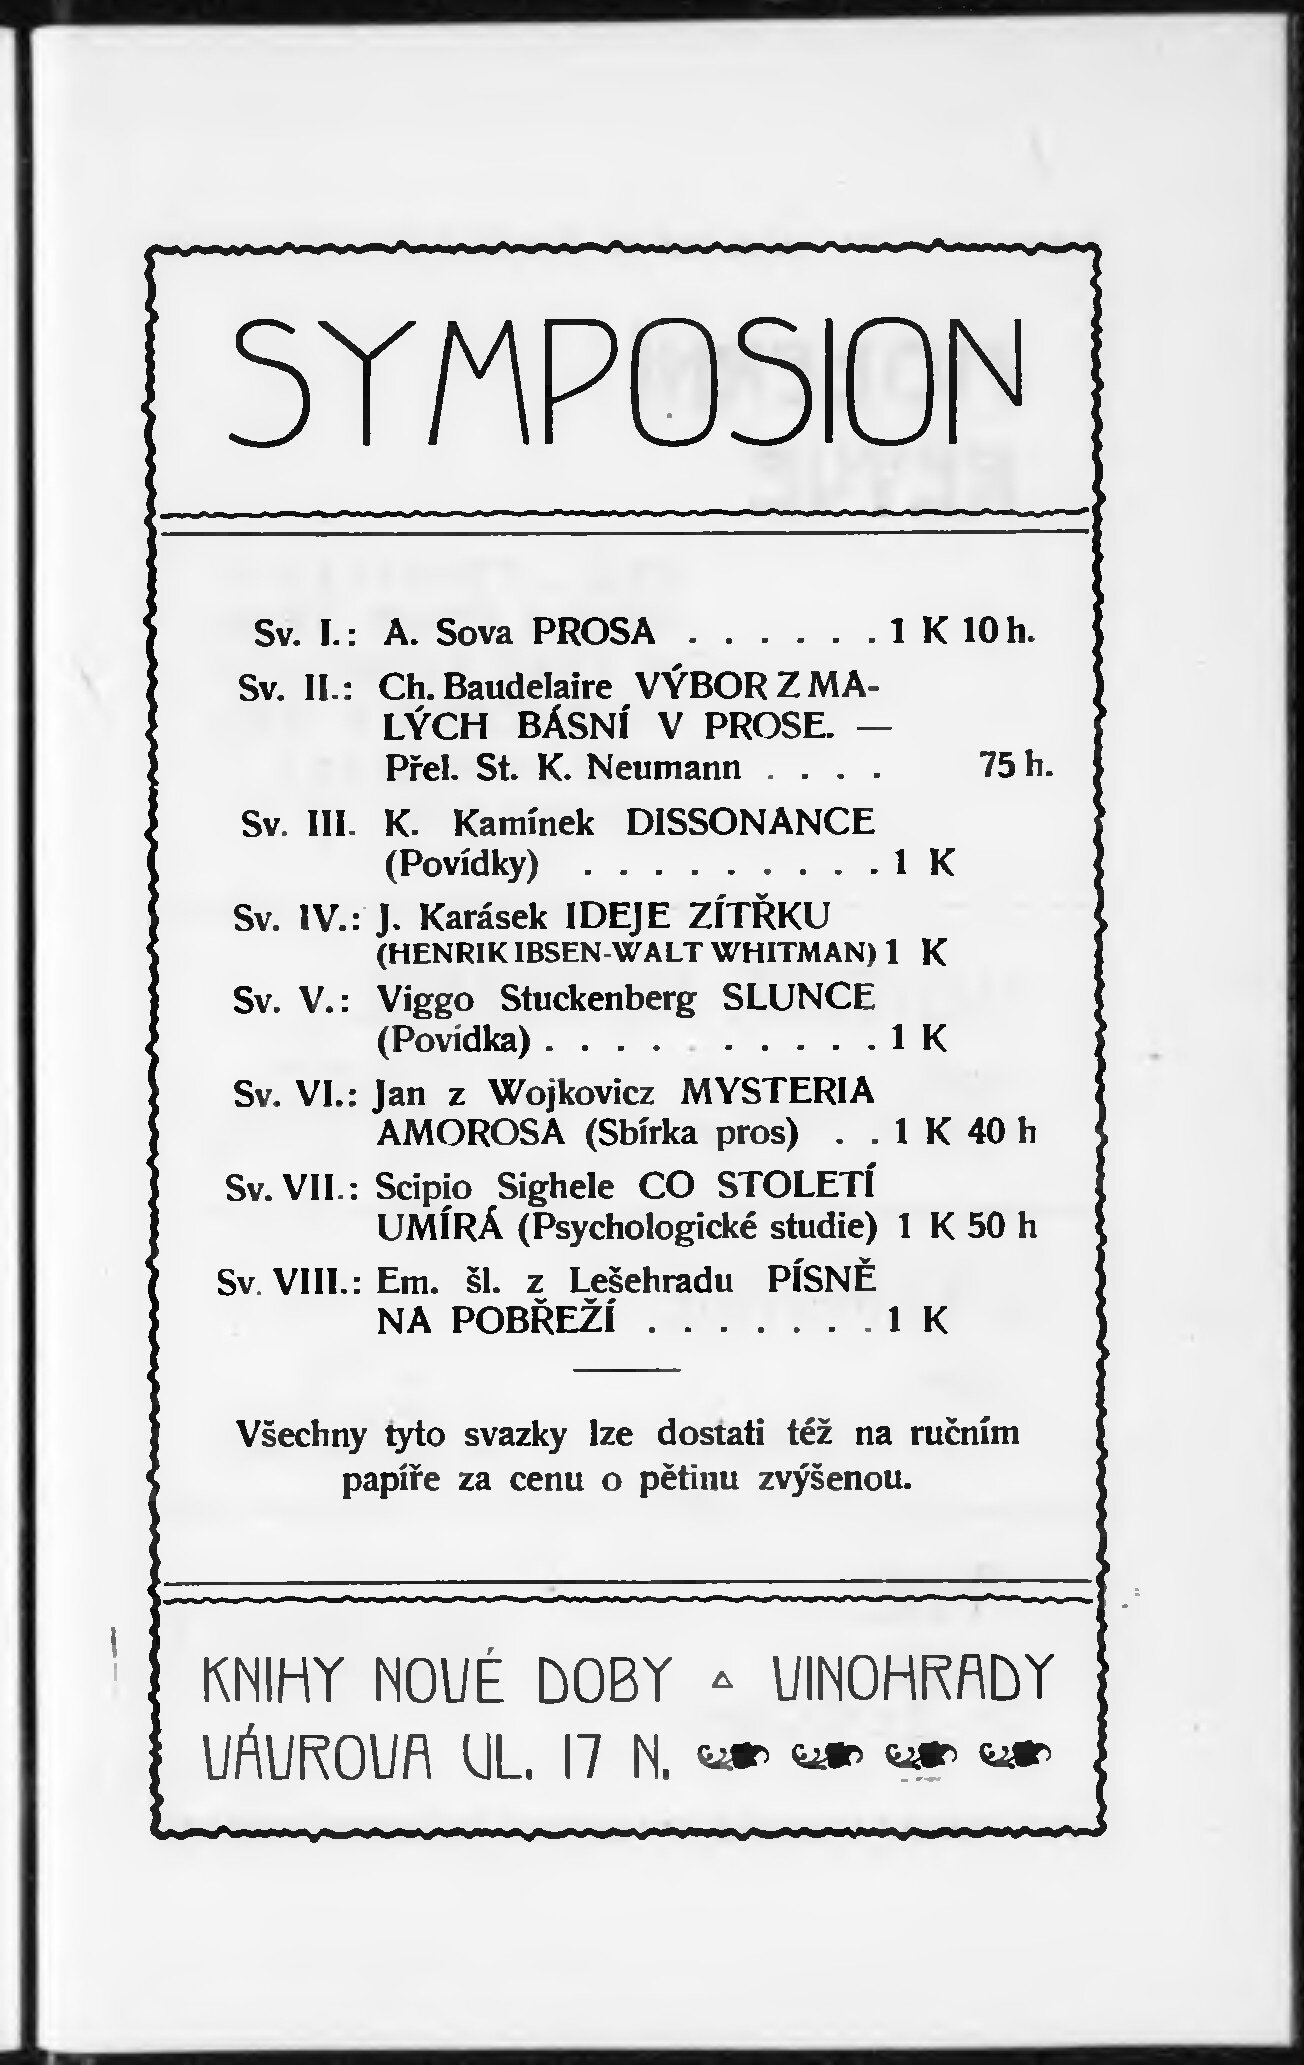 SYMPOSION
Sv. I.: A. Sova PROSA . . . . . . 1 K 10 h.
Sv. II.: Ch. Baudelaire VÝBOR Z MA-
LÝCH BÁSNÍ V PROSE. —
Přel. St. K. Neumann . . . . 75 h.
Sv. III. K. Kamínek DISSONANCE
(Povídky) . . . . . . . . . 1 K
Sv. IV.: J. Karásek IDEJE ZÍTŘKU
(HENRIK IBSEN-WALT WHITMAN) 1 K
Sv. V.: Viggo Stuckenberg SLUNCE
(Povídka) . . . . . . . . . . 1 K
Sv. VI.: Jan z Wojkovicz MYSTERIA
AMOROSA (Sbírka pros) . . 1 K 40 h
Sv. VII.: Scipio Sighele CO STOLETÍ
UMÍRÁ (Psychologické studie) 1 K 50 h
Sv. VIII.: Em. šl. z Lešehradu PÍSNĚ
NA POBŘEŽÍ . . . . . . . 1 K
Všechny tyto svazky lze dostati též na ručním
papíře za cenu o pětinu zvýšenou.
KNIHY NOVÉ DOBY ▵ VINOHRADY
VÁVROVA UL. 17 N.